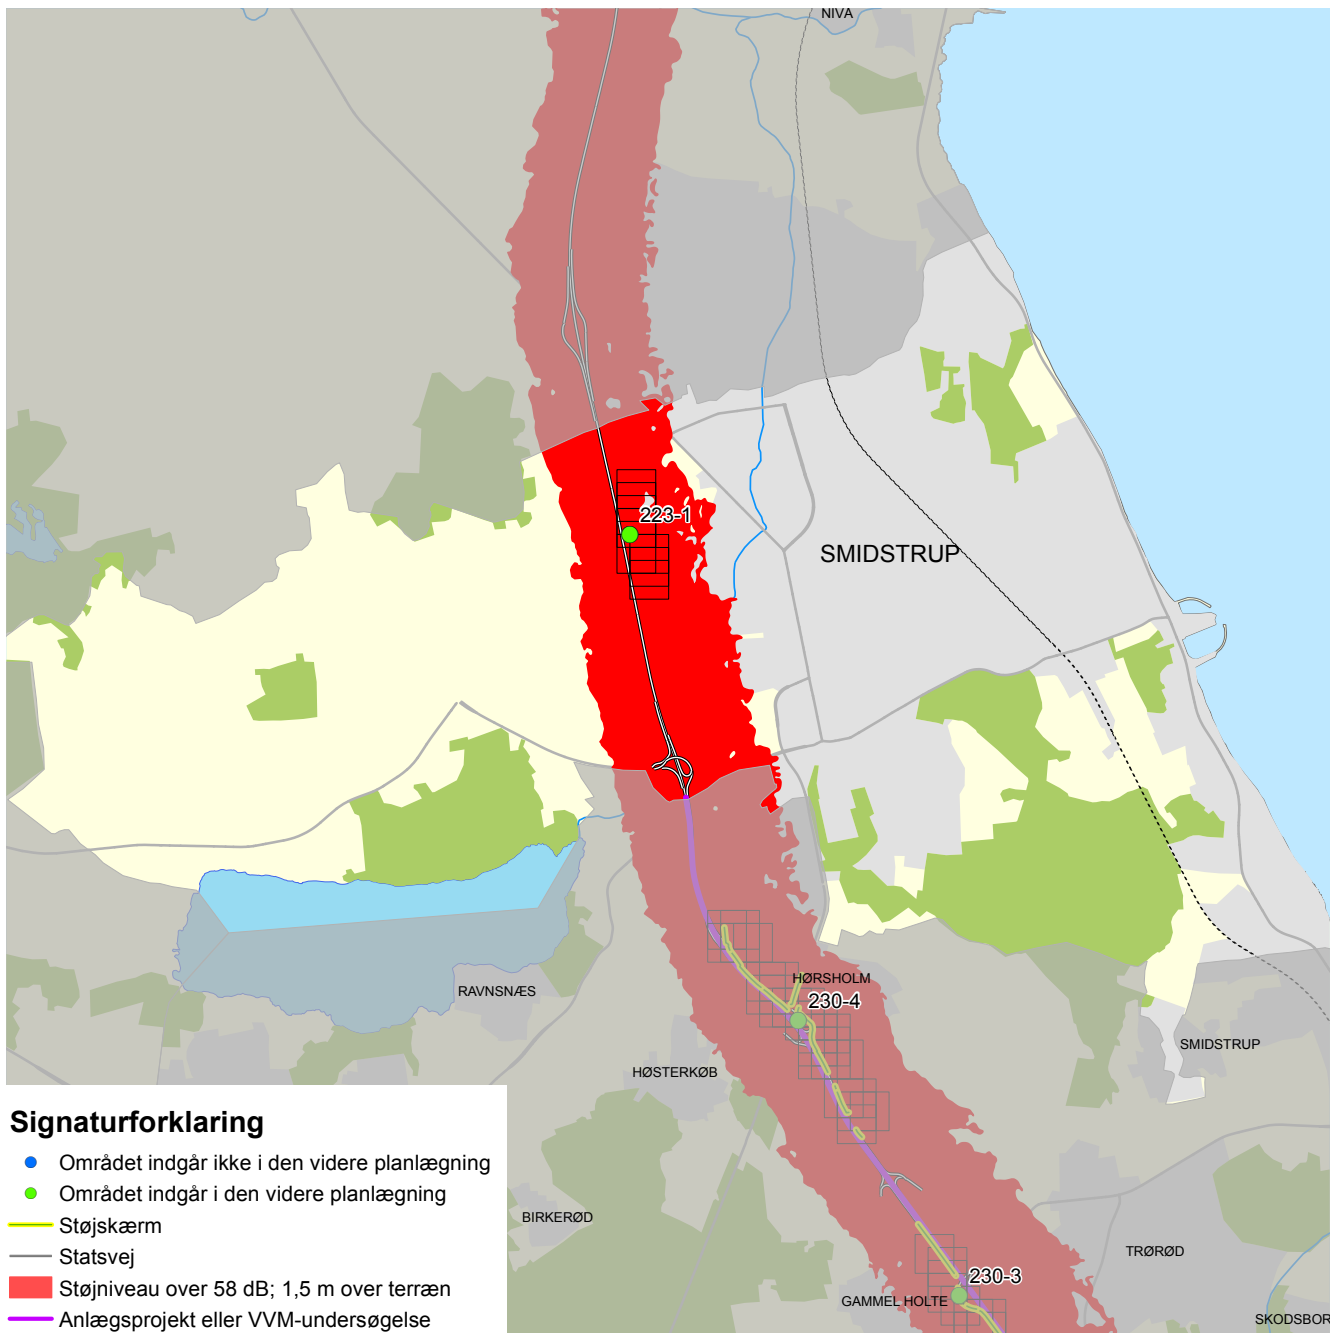 NIVA
223-1
SMIDSTRUP
HØRSHOLM
RAVNSNÆS
230-4
SMIDSTRUP
HØSTERKØB
Signaturforklaring
Området indgår ikke i den videre planlægning
Området indgår i den videre planlægning
Støjskærm
Statsvej
Støjniveau over 58 dB; 1,5 m over terræn
Anlægsprojekt eller VVM-undersøgelse
BIRKERØD
TRØRØD
230-3
GAMMEL HOLTE
SKODSBOR